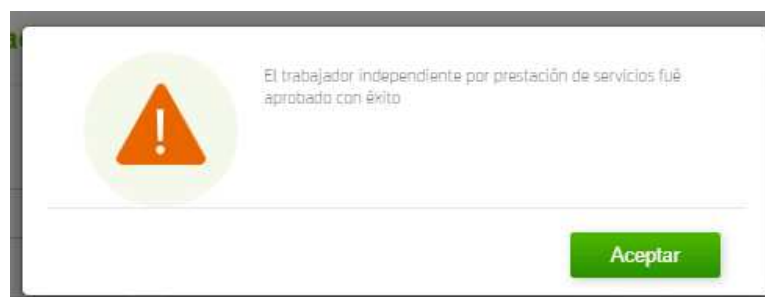 El trabajador independiente por prestación de servicios fué
aprobado con éxito
Aceptar